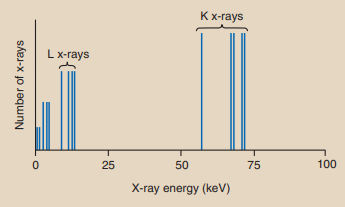 K x-rays
L x-rays
Number of x-rays
0 25 50 75 100
X-ray energy (keV)